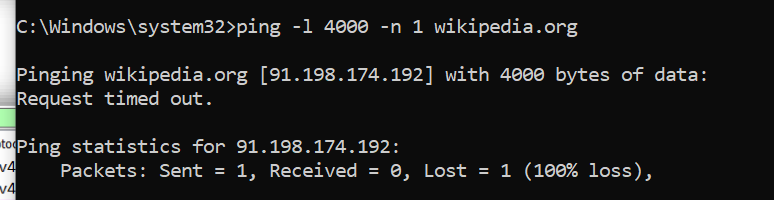 C:\Windows\system32>ping -l 4000 -n 1 wikipedia.org
Pinging wikipedia.org [91.198.174.192] with 4000 bytes of data:
Request timed out.
Ping statistics for 91.198.174.192:
Packets: Sent = 1, Received = 0, Lost = 1 (100% loss),
v4
v4